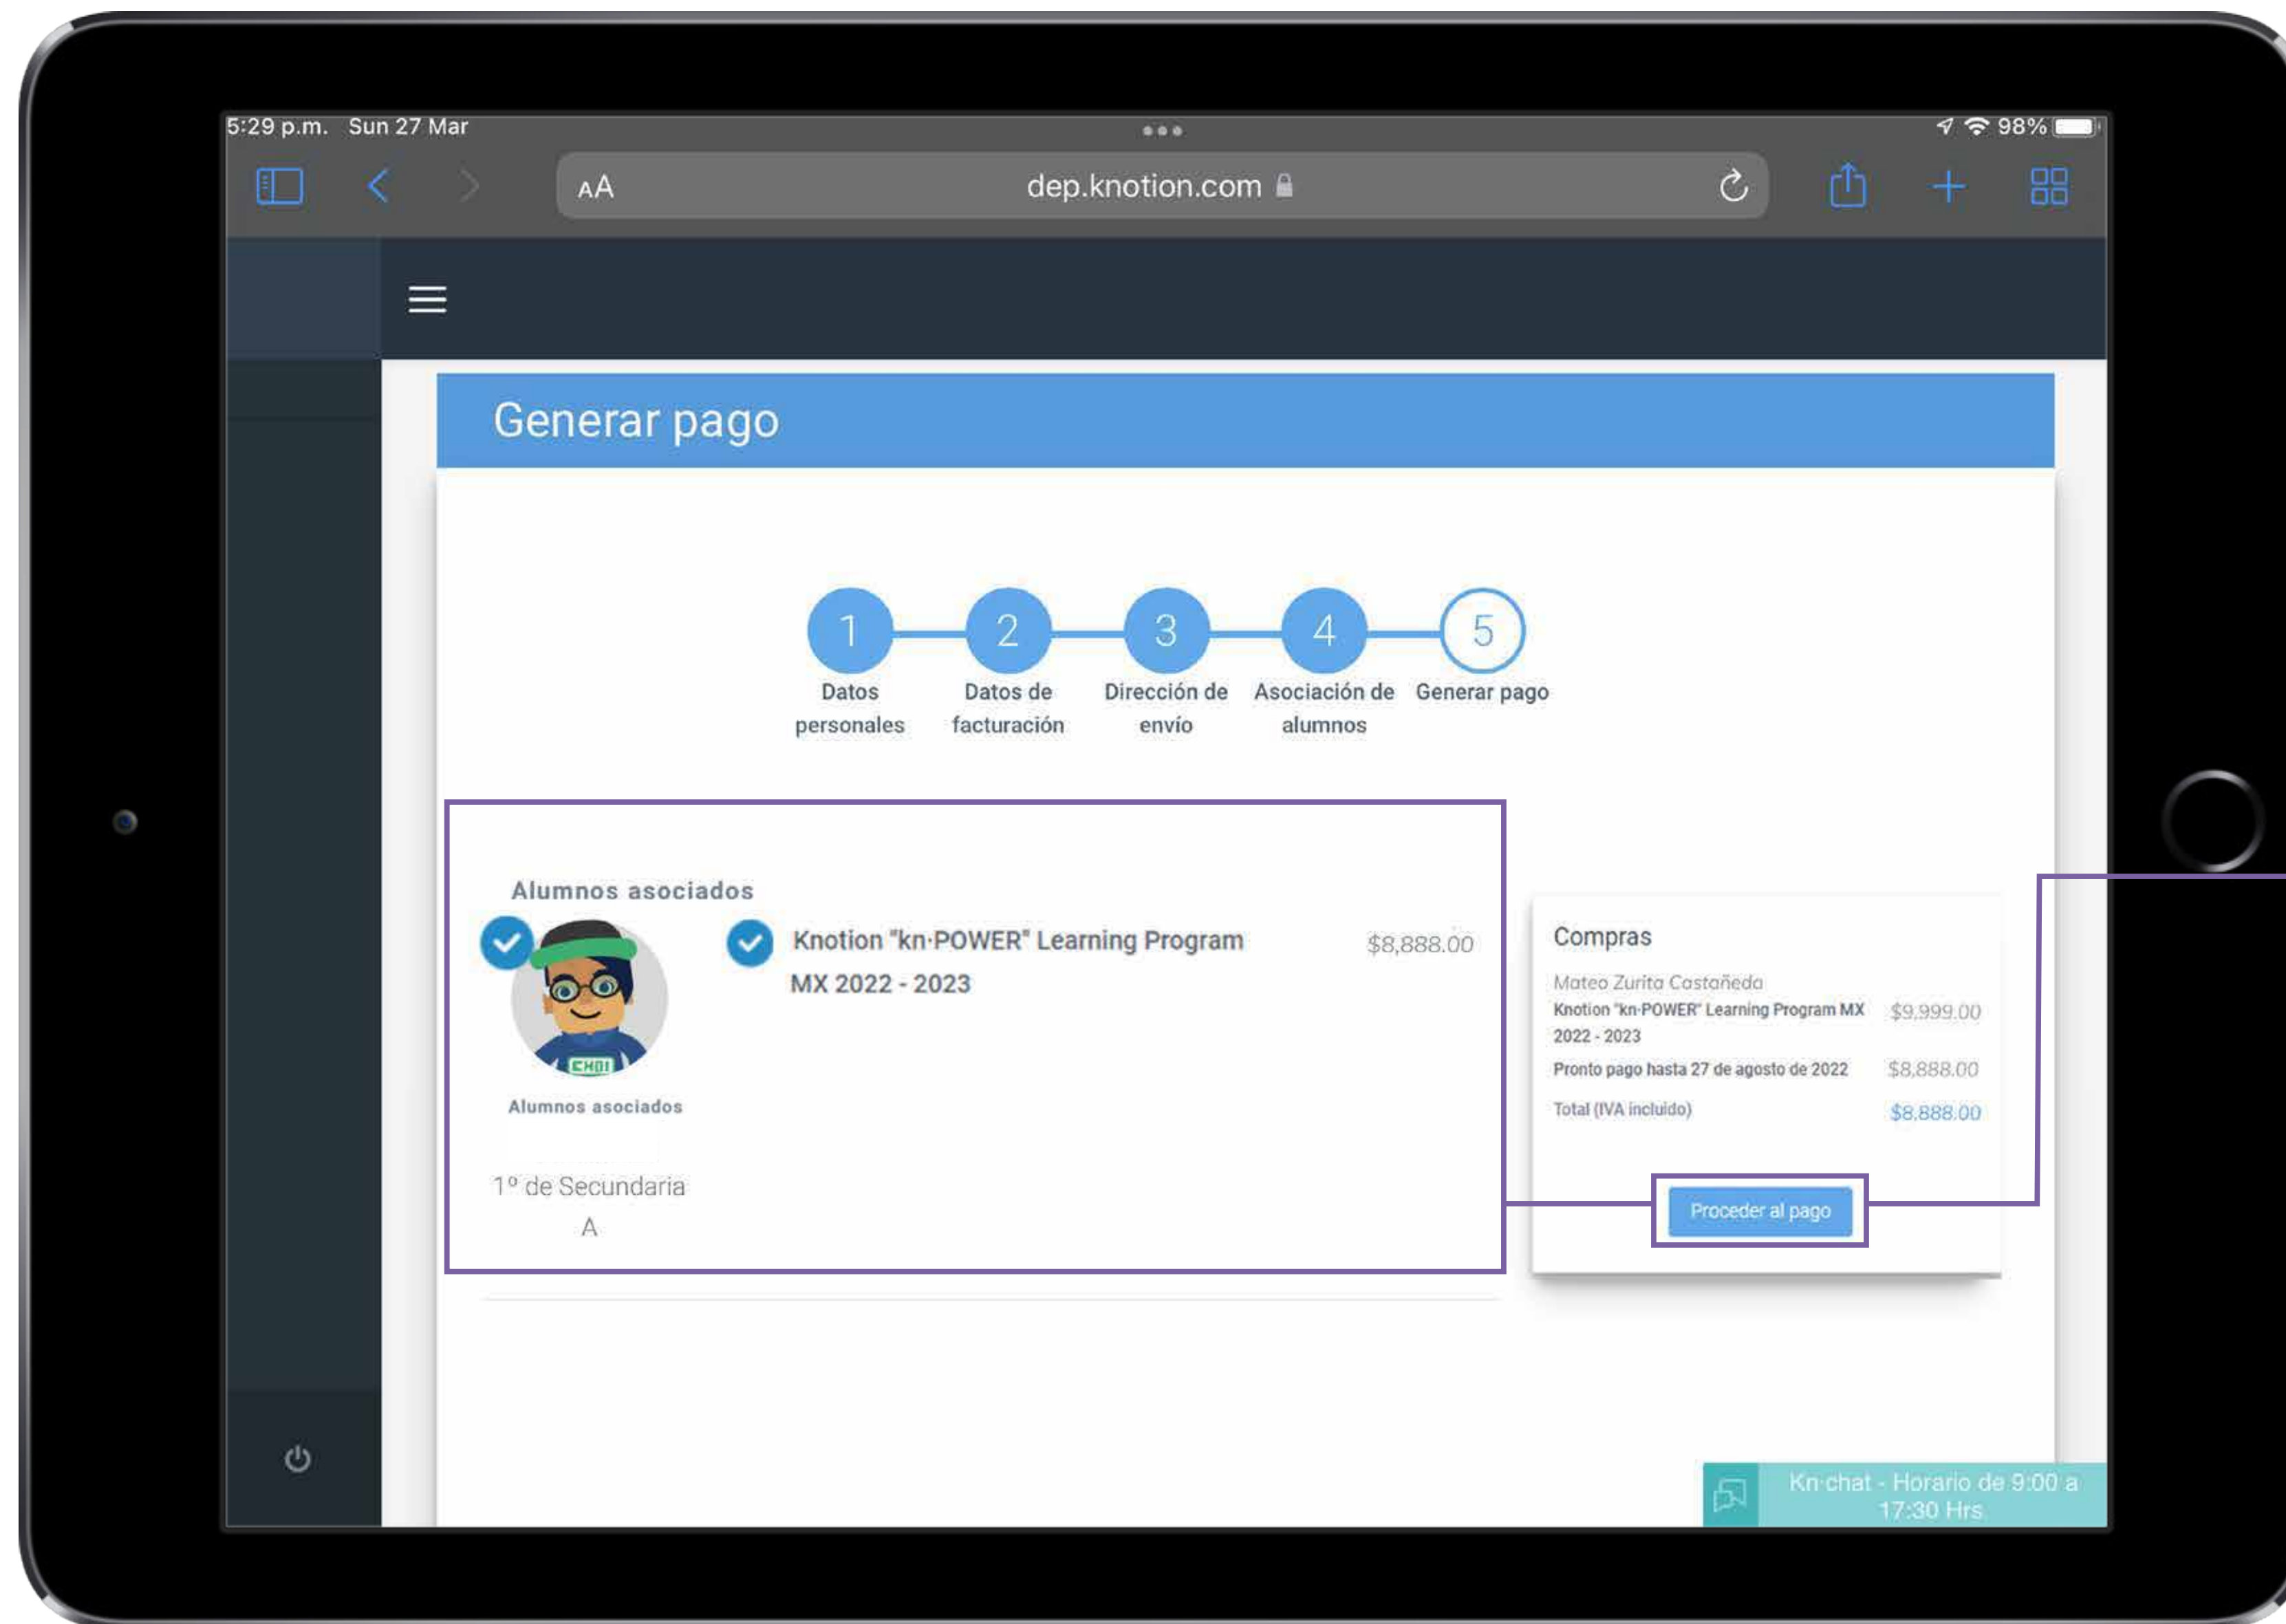 5:29 p.m. Sun 27 Mar
98%
AA
dep.knotion.com
Generar pago
1
2
3
4
5
Datos personales
Datos de facturación
Dirección de envío
Asociación de alumnos
Generar pago
Alumnos asociados
Knotion "kn·POWER" Learning Program
MX 2022 - 2023
$8,888.00
CHOI
Alumnos asociados
1º de Secundaria
A
Compras
Mateo Zurita Castañeda
Knotion "kn·POWER" Learning Program MX $9,999.00
2022 - 2023
Pronto pago hasta 27 de agosto de 2022 $8,888.00
Total (IVA incluido) $8,888.00
Proceder al pago
Kn·chat - Horario de 9:00 a
17:30 Hrs